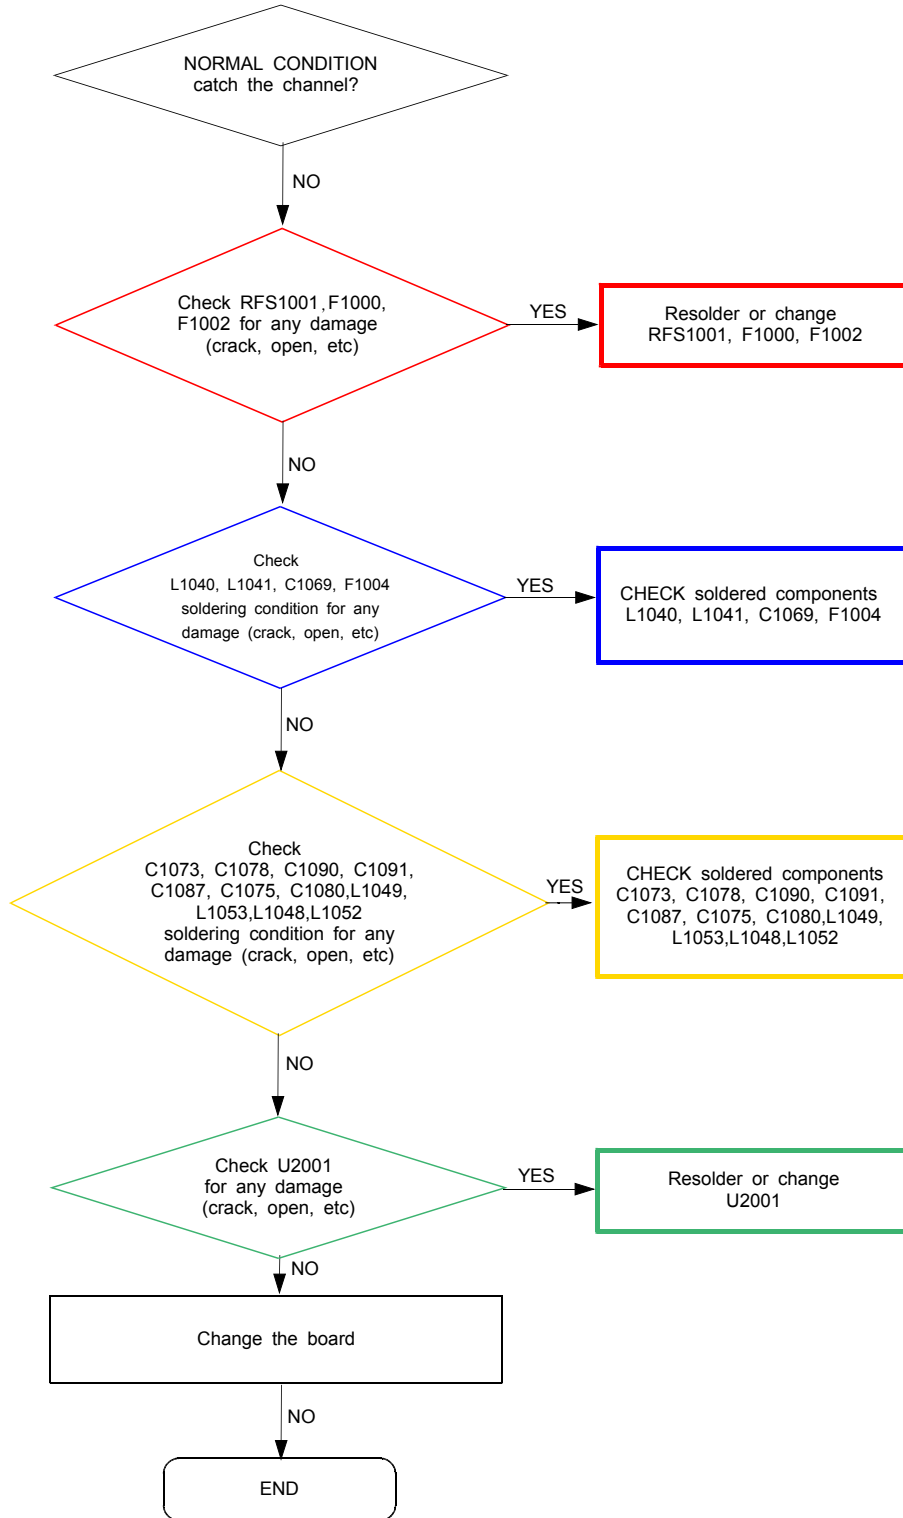 NORMAL CONDITION
catch the channel?
NO
Check RFS1001,F1000,
F1002 for any damage
(crack, open, etc)
YES
Resolder or change
RFS1001, F1000, F1002
NO
Check
L1040, L1041, C1069, F1004
soldering condition for any
damage (crack, open, etc)
YES
CHECK soldered components
L1040, L1041, C1069, F1004
NO
Check
C1073, C1078, C1090, C1091,
C1087, C1075, C1080,L1049,
L1053,L1048,L1052
soldering condition for any
damage (crack, open, etc)
YES
CHECK soldered components
C1073, C1078, C1090, C1091,
C1087, C1075, C1080,L1049,
L1053,L1048,L1052
NO
Check U2001
for any damage
(crack, open, etc)
YES
Resolder or change
U2001
NO
Change the board
NO
END